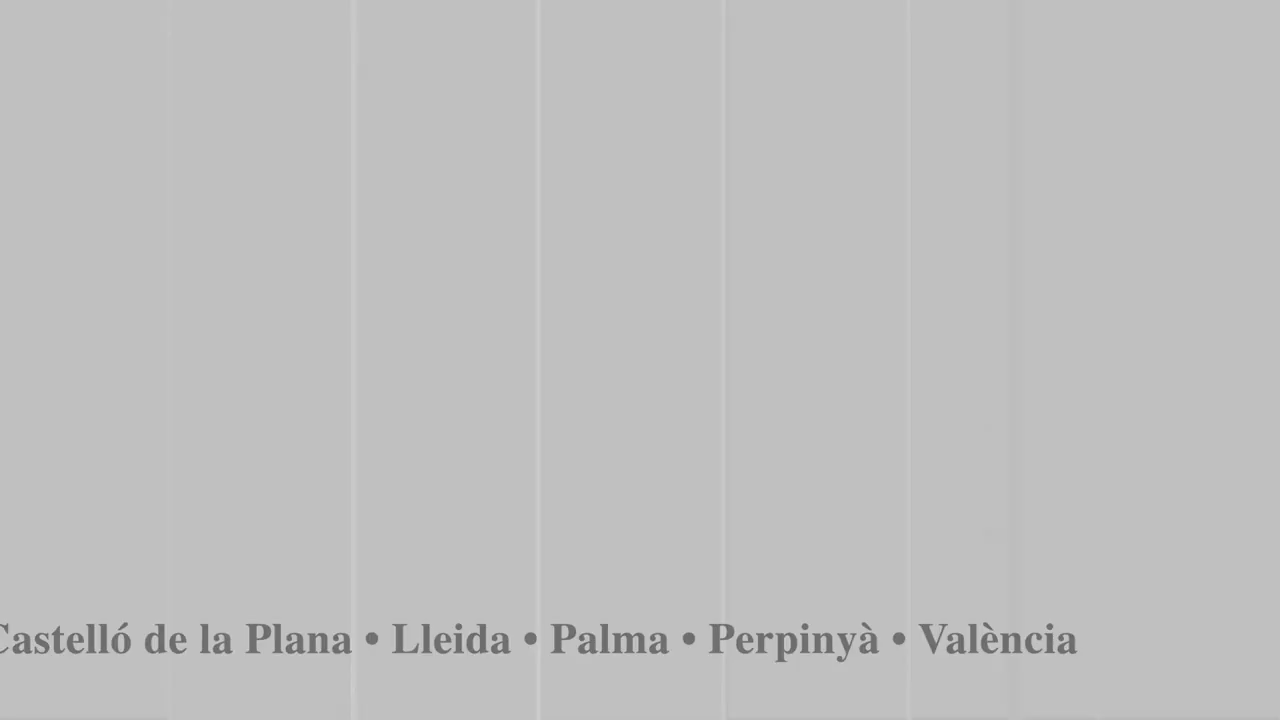 Castelló de la Plana • Lleida • Palma • Perpinyà • València